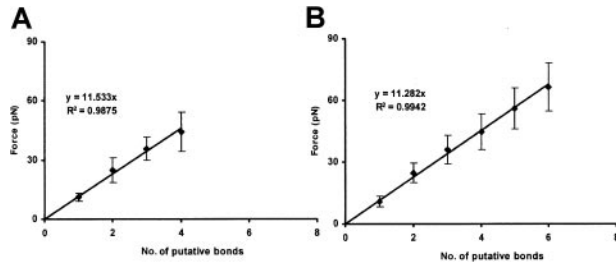 A
90
60
30
0
Force (pN)
y = 11.533x
R² = 0.9875
0 2 4 6 8
No. of putative bonds
B
90
60
30
0
Force (pN)
y = 11.282x
R² = 0.9942
0 2 4 6 8
No. of putative bonds